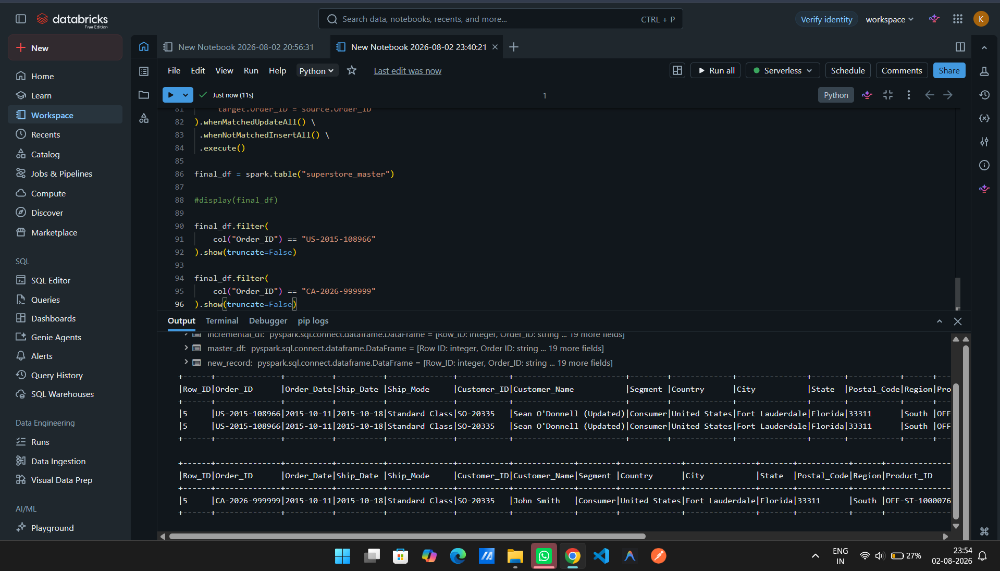 databricks
Free Edition
Search data, notebooks, recents, and more...
CTRL + P
Verify identity
workspace
K
New
Home
Learn
Workspace
Recents
Catalog
Jobs & Pipelines
Compute
Discover
Marketplace
SQL
SQL Editor
Queries
Dashboards
Genie Agents
Alerts
Query History
SQL Warehouses
Data Engineering
Runs
Data Ingestion
Visual Data Prep
AI/ML
Playground
New Notebook 2026-08-02 20:56:31
New Notebook 2026-08-02 23:40:21
File Edit View Run Help Python Last edit was now
Run all Serverless Schedule Comments Share
Just now (11s)
1
Python
81 target.Order_ID = source.Order_ID
82 ).whenMatchedUpdateAll() \
83 .whenNotMatchedInsertAll() \
84 .execute()
85
86 final_df = spark.table("superstore_master")
87
88 #display(final_df)
89
90 final_df.filter(
91 col("Order_ID") == "US-2015-108966"
92 ).show(truncate=False)
93
94 final_df.filter(
95 col("Order_ID") == "CA-2026-999999"
96 ).show(truncate=False)
Output Terminal Debugger pip logs
incremental_df: pyspark.sql.connect.dataframe.DataFrame = [Row_ID: integer, Order_ID: string ... 19 more fields]
master_df: pyspark.sql.connect.dataframe.DataFrame = [Row ID: integer, Order ID: string ... 19 more fields]
new_record: pyspark.sql.connect.dataframe.DataFrame = [Row_ID: integer, Order_ID: string ... 19 more fields]
|Row_ID|Order_ID |Order_Date|Ship_Date |Ship_Mode |Customer_ID|Customer_Name |Segment |Country |City |State |Postal_Code|Region|Pro
|5 |US-2015-108966|2015-10-11|2015-10-18|Standard Class|SO-20335 |Sean O'Donnell (Updated)|Consumer|United States|Fort Lauderdale|Florida|33311 |South |OFF
|5 |US-2015-108966|2015-10-11|2015-10-18|Standard Class|SO-20335 |Sean O'Donnell (Updated)|Consumer|United States|Fort Lauderdale|Florida|33311 |South |OFF
|Row_ID|Order_ID |Order_Date|Ship_Date |Ship_Mode |Customer_ID|Customer_Name|Segment |Country |City |State |Postal_Code|Region|Product_ID
|5 |CA-2026-999999|2015-10-11|2015-10-18|Standard Class|SO-20335 |John Smith |Consumer|United States|Fort Lauderdale|Florida|33311 |South |OFF-ST-1000076
ENG
IN
27%
23:54
02-08-2026